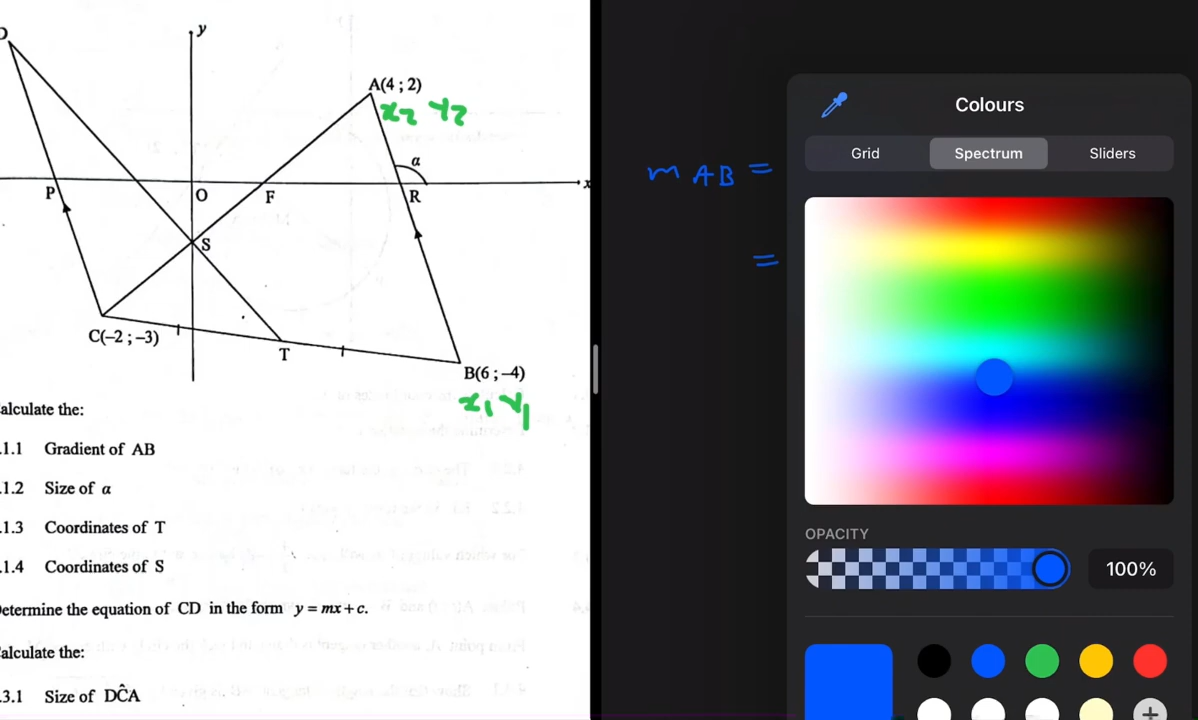 y
A(4 ; 2)
x2 y2
α
P
O
F
R
x
S
C(−2 ; −3)
T
B(6 ; −4)
x1 y1
alculate the:
.1.1 Gradient of AB
.1.2 Size of α
.1.3 Coordinates of T
.1.4 Coordinates of S
etermine the equation of CD in the form y = mx + c.
alculate the:
.3.1 Size of DĈA
m AB =
=
Colours
Grid
Spectrum
Sliders
OPACITY
100%